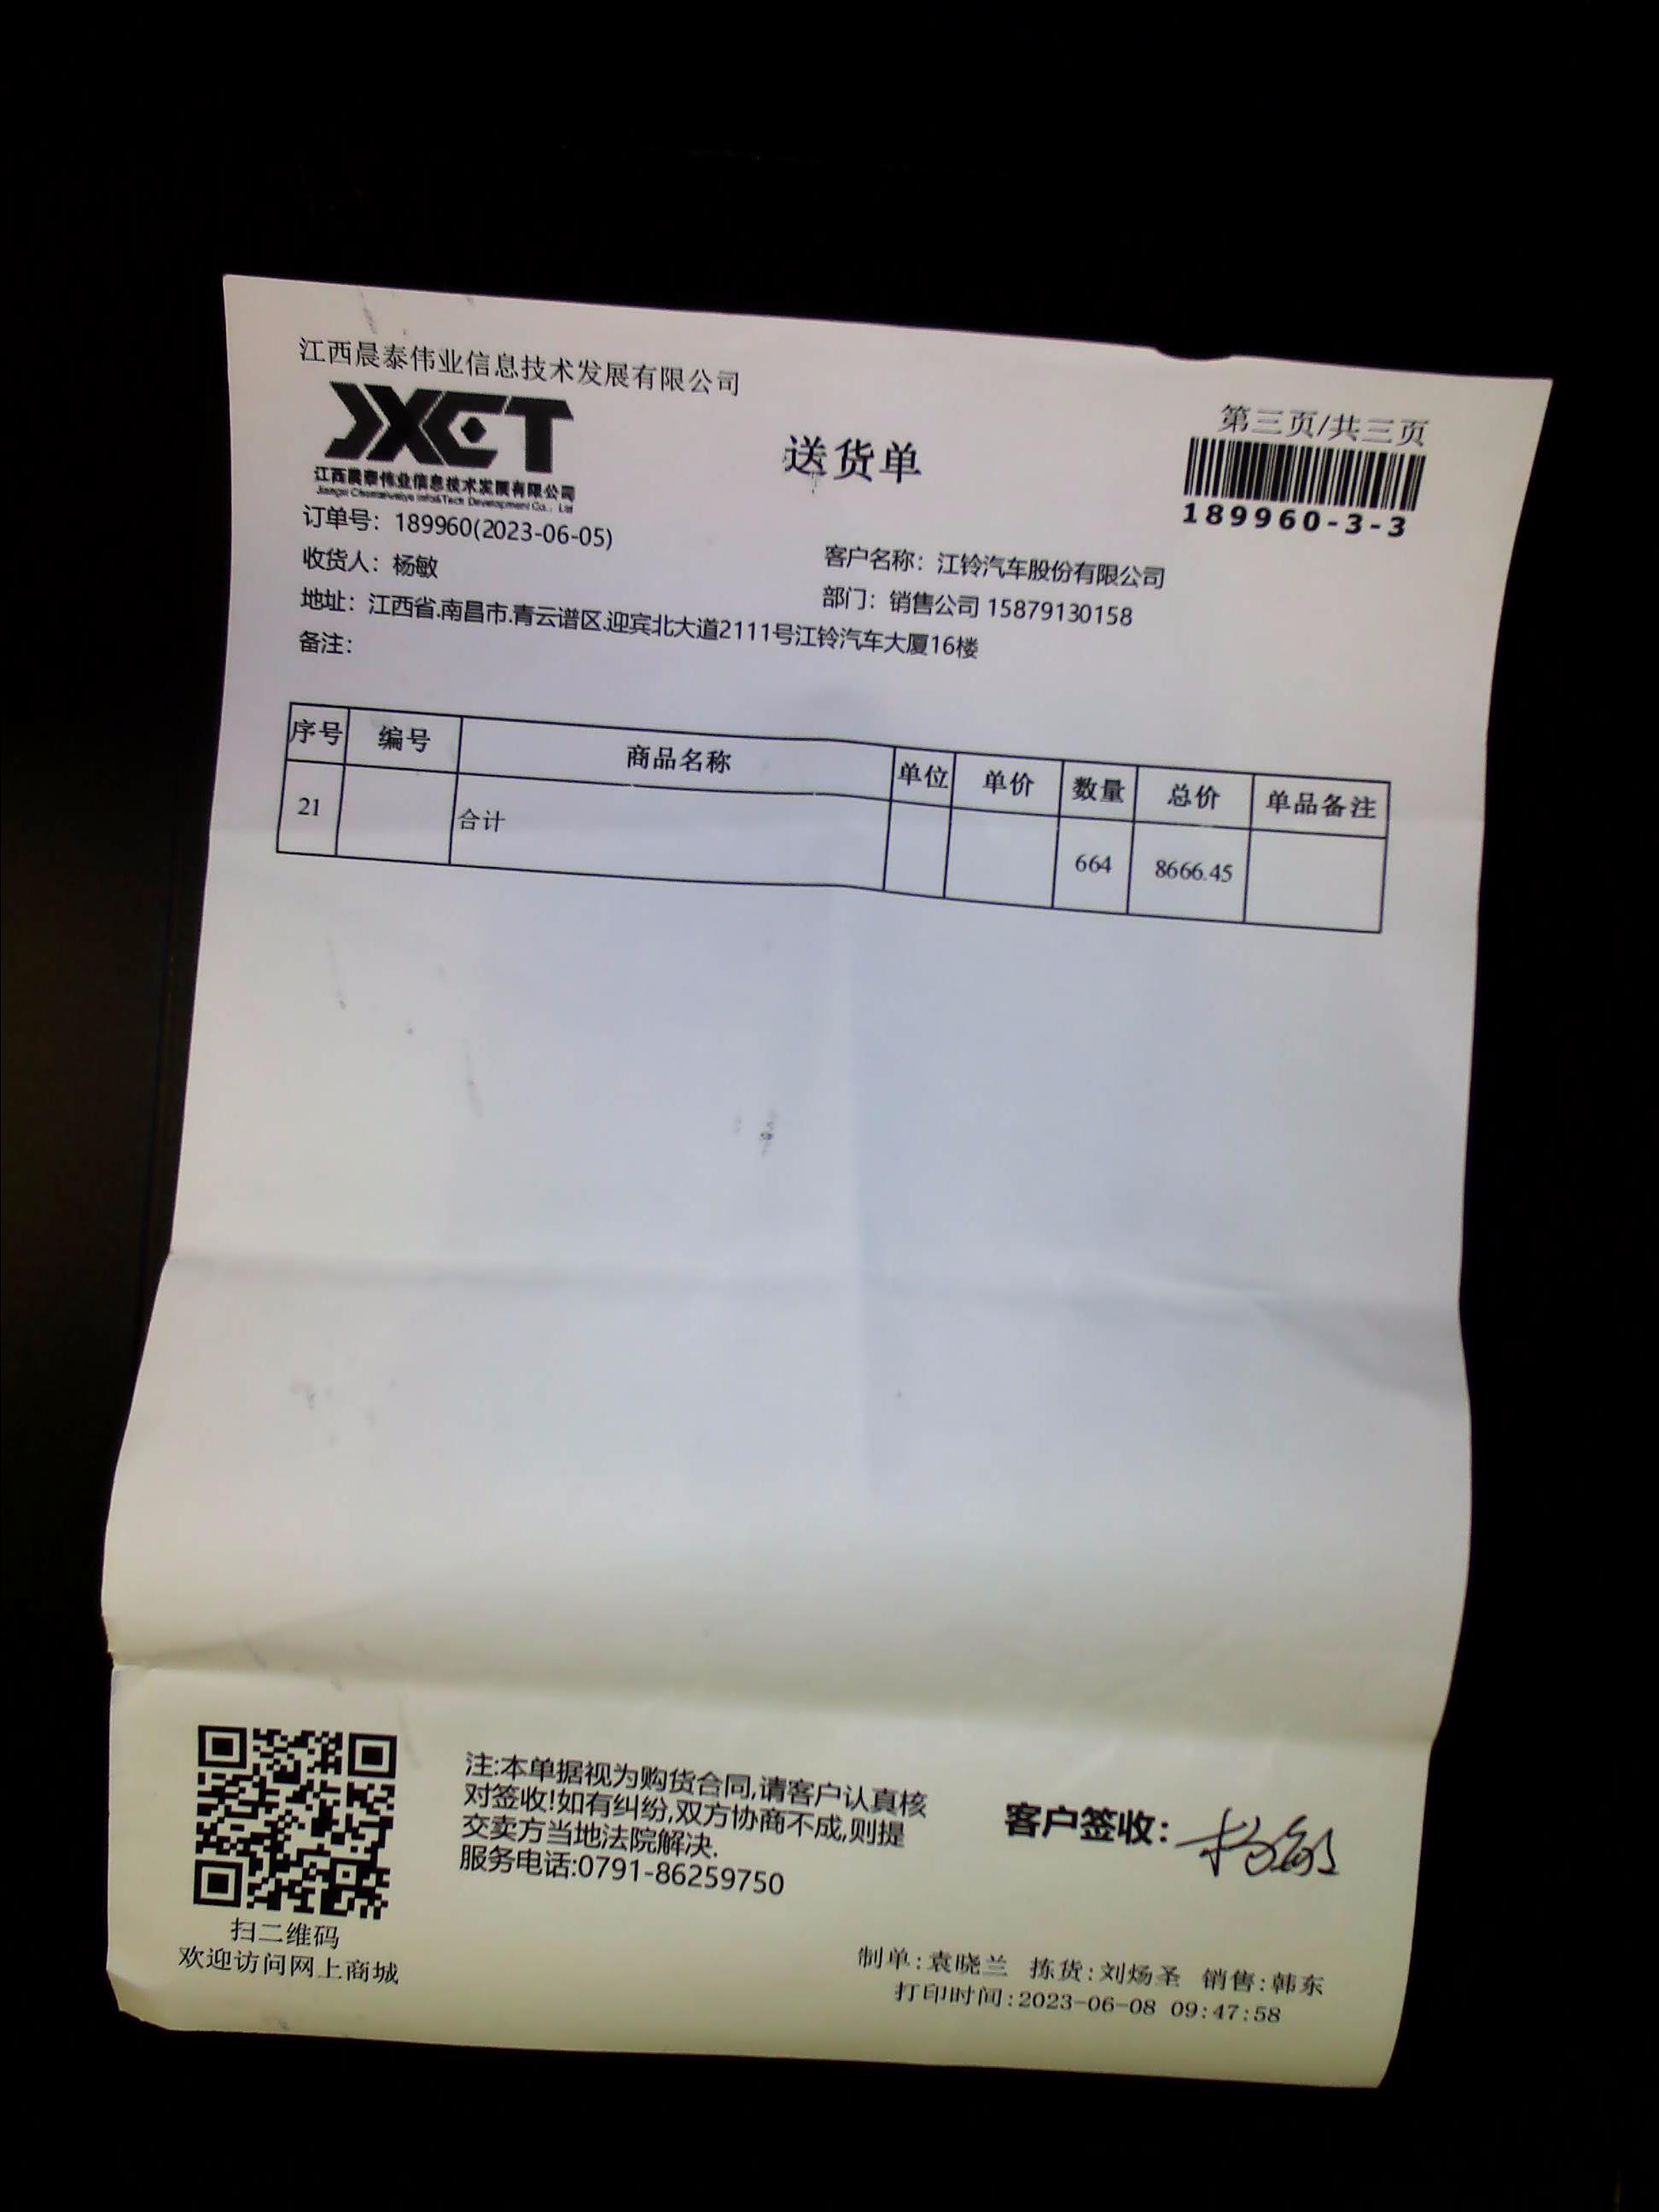 江西晨泰伟业信息技术发展有限公司
JXCT
江西晨泰伟业信息技术发展有限公司
Jiangxi Chentaiweiye Info&Tech Development Co., Ltd
送货单
第三页/共三页
189960-3-3
订单号: 189960(2023-06-05)
收货人: 杨敏
客户名称: 江铃汽车股份有限公司
部门: 销售公司 15879130158
地址: 江西省.南昌市.青云谱区.迎宾北大道2111号江铃汽车大厦16楼
备注:
序号 编号 商品名称 单位 单价 数量 总价 单品备注
21 合计 664 8666.45
注:本单据视为购货合同,请客户认真核
对签收!如有纠纷,双方协商不成,则提
交卖方当地法院解决.
服务电话:0791-86259750
客户签收: 杨敏
扫二维码
欢迎访问网上商城
制单:袁晓兰 拣货:刘炀圣 销售:韩东
打印时间:2023-06-08 09:47:58